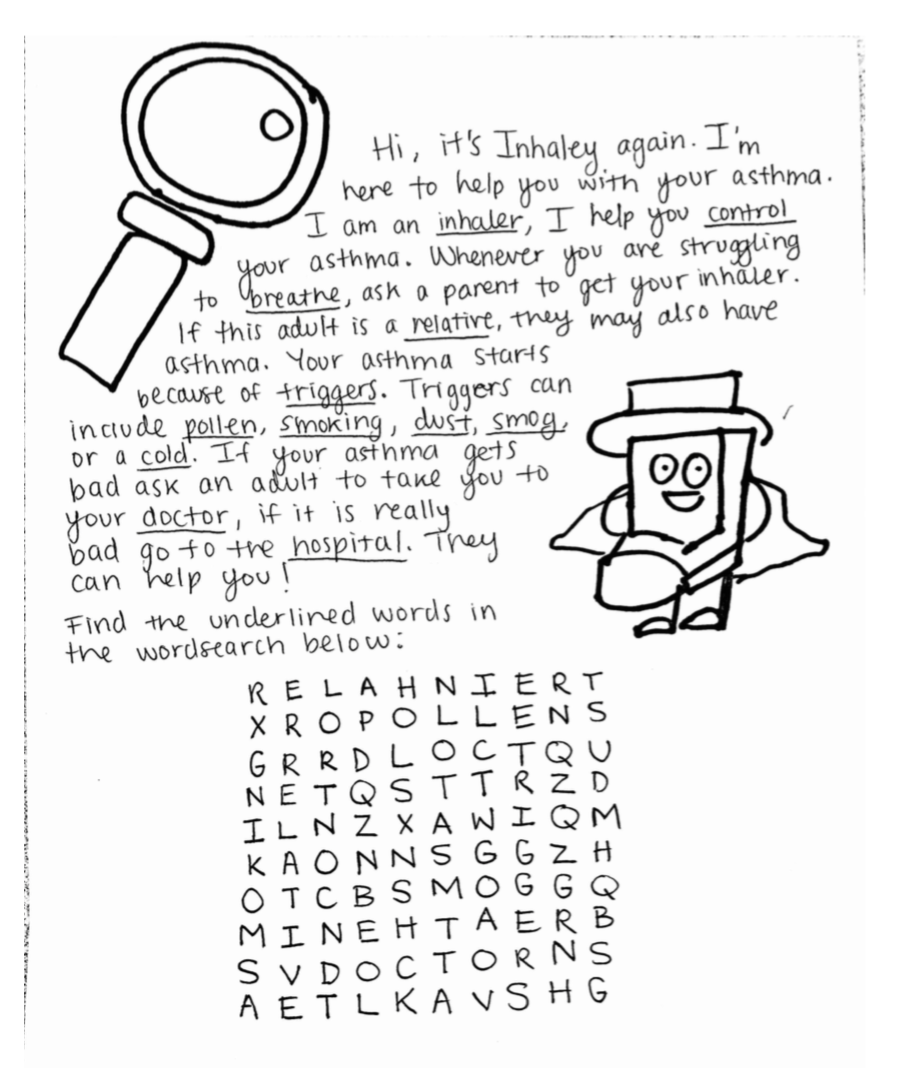 Hi, it's Inhaley again. I'm
here to help you with your asthma.
I am an inhaler, I help you control
your asthma. Whenever you are struggling
to breathe, ask a parent to get your inhaler.
If this adult is a relative, they may also have
asthma. Your asthma starts
because of triggers. Triggers can
include pollen, smoking, dust, smog,
or a cold. If your asthma gets
bad ask an adult to take you to
your doctor, if it is really
bad go to the hospital. They
can help you!
Find the underlined words in
the wordsearch below:
R E L A H N I E R T
X R O P O L L E N S
G R R D L O C T Q U
N E T Q S T T R Z D
I L N Z X A W I Q M
K A O N N S G G Z H
O T C B S M O G G Q
M I N E H T A E R B
S V D O C T O R N S
A E T L K A V S H G